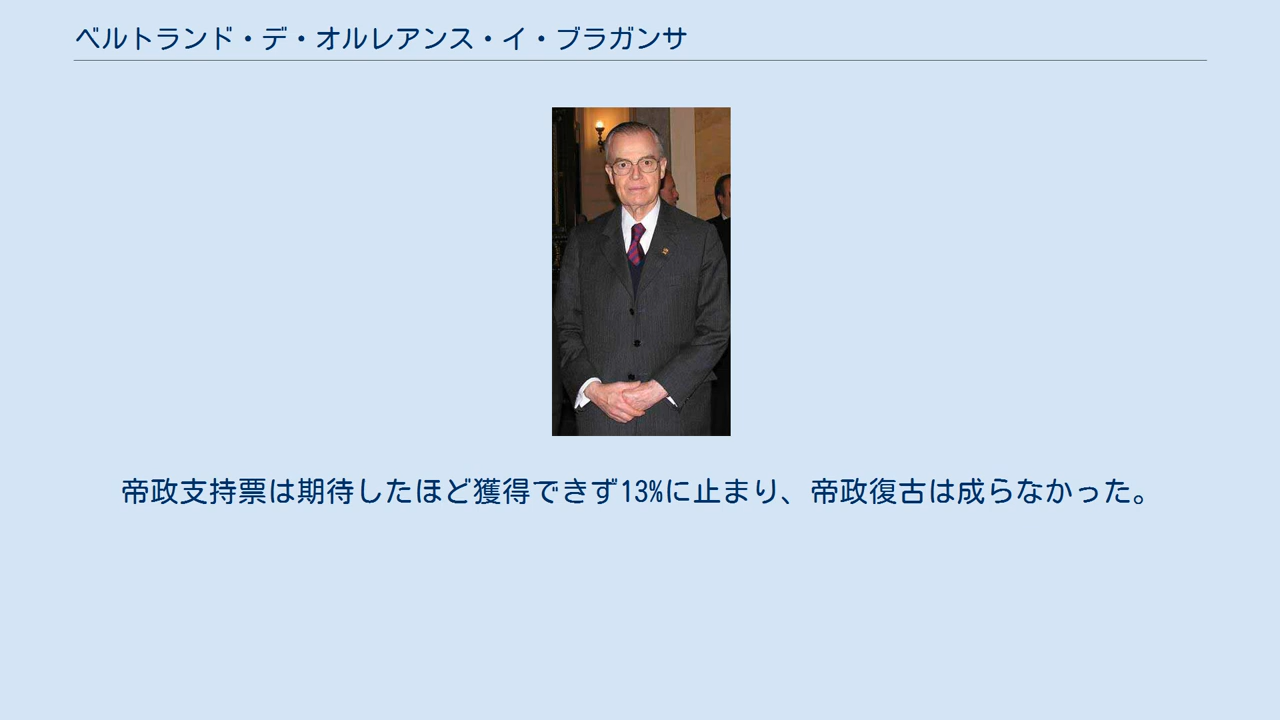 ベルトランド・デ・オルレアンス・イ・ブラガンサ
帝政支持票は期待したほど獲得できず13%に止まり、帝政復古は成らなかった。